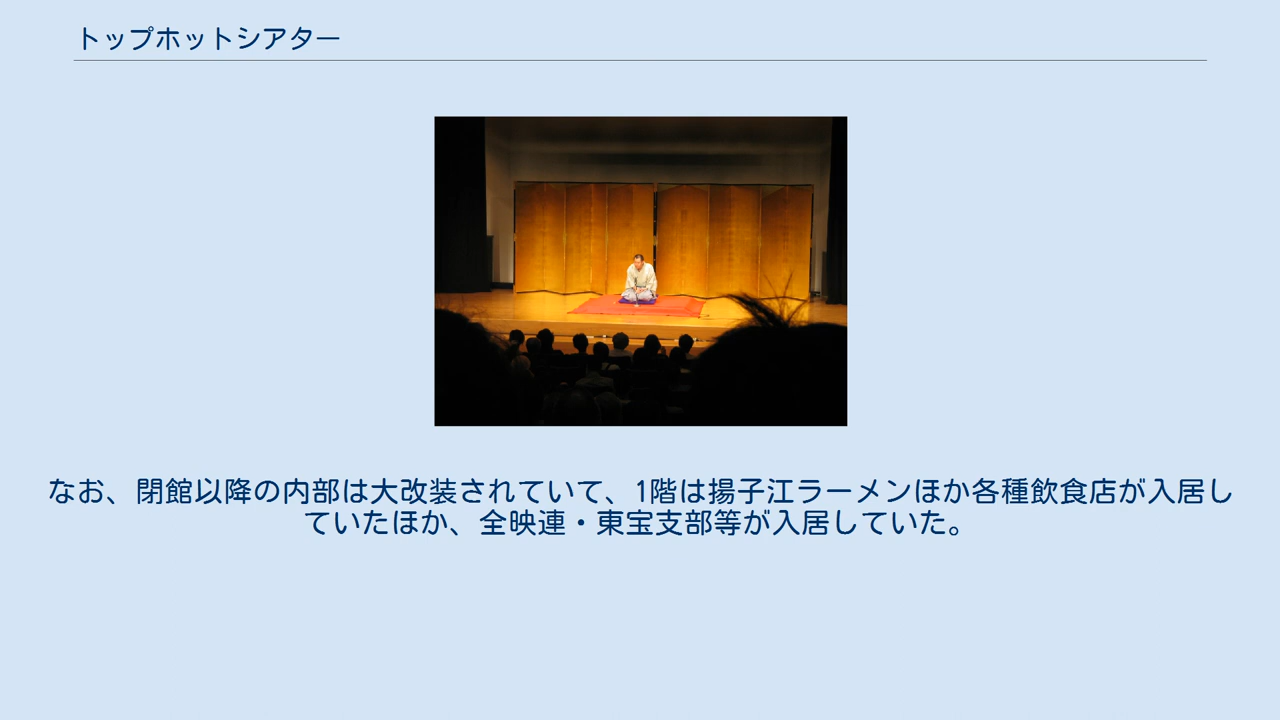 トップホットシアター
なお、閉館以降の内部は大改装されていて、1階は揚子江ラーメンほか各種飲食店が入居し
ていたほか、全映連・東宝支部等が入居していた。